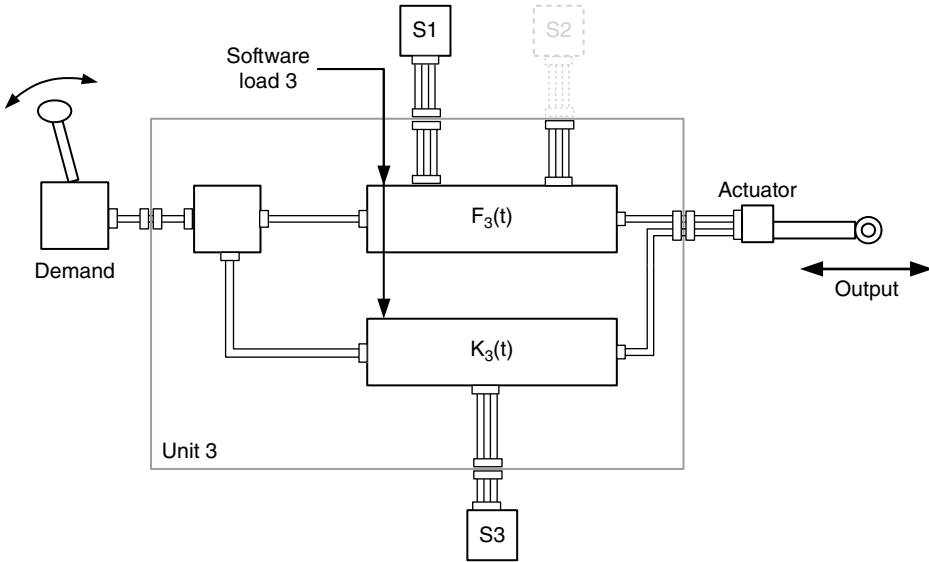 S1
S2
Software
load 3
Actuator
F₃(t)
Demand
Output
K₃(t)
Unit 3
S3